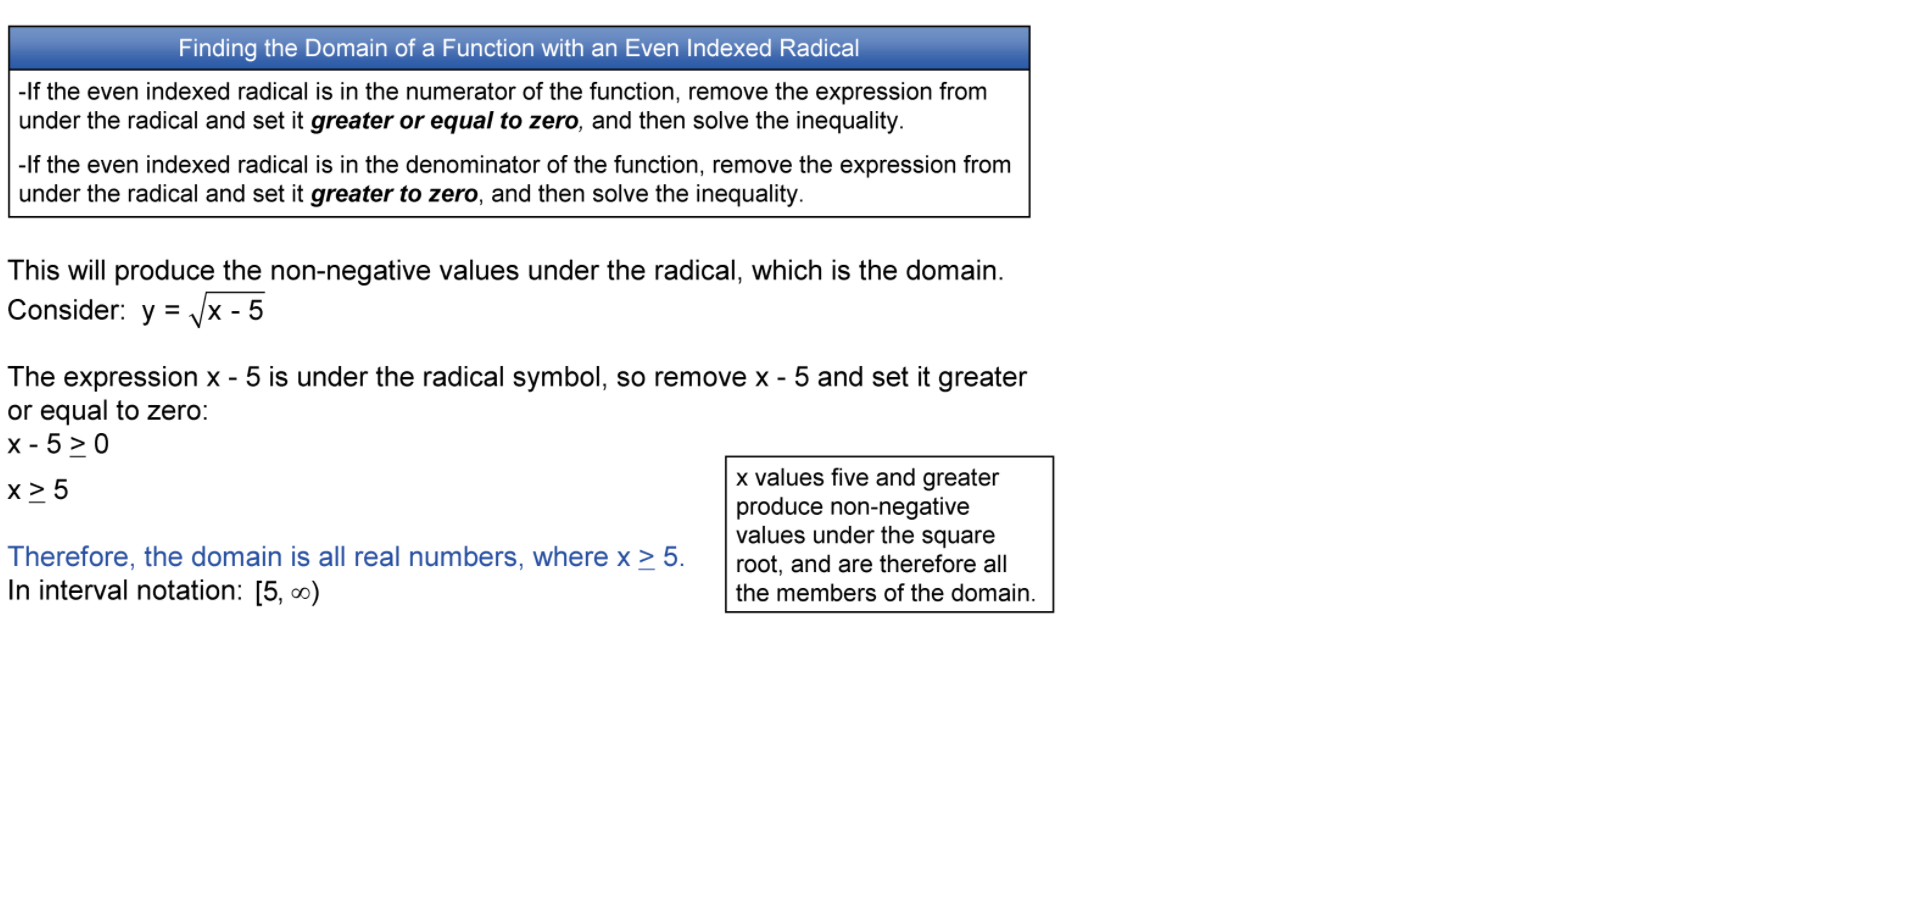 Finding the Domain of a Function with an Even Indexed Radical
-If the even indexed radical is in the numerator of the function, remove the expression from
under the radical and set it greater or equal to zero, and then solve the inequality.
-If the even indexed radical is in the denominator of the function, remove the expression from
under the radical and set it greater to zero, and then solve the inequality.
This will produce the non-negative values under the radical, which is the domain.
Consider: y = √x - 5
The expression x - 5 is under the radical symbol, so remove x - 5 and set it greater
or equal to zero:
x - 5 ≥ 0
x ≥ 5
Therefore, the domain is all real numbers, where x ≥ 5.
In interval notation: [5, ∞)
x values five and greater
produce non-negative
values under the square
root, and are therefore all
the members of the domain.